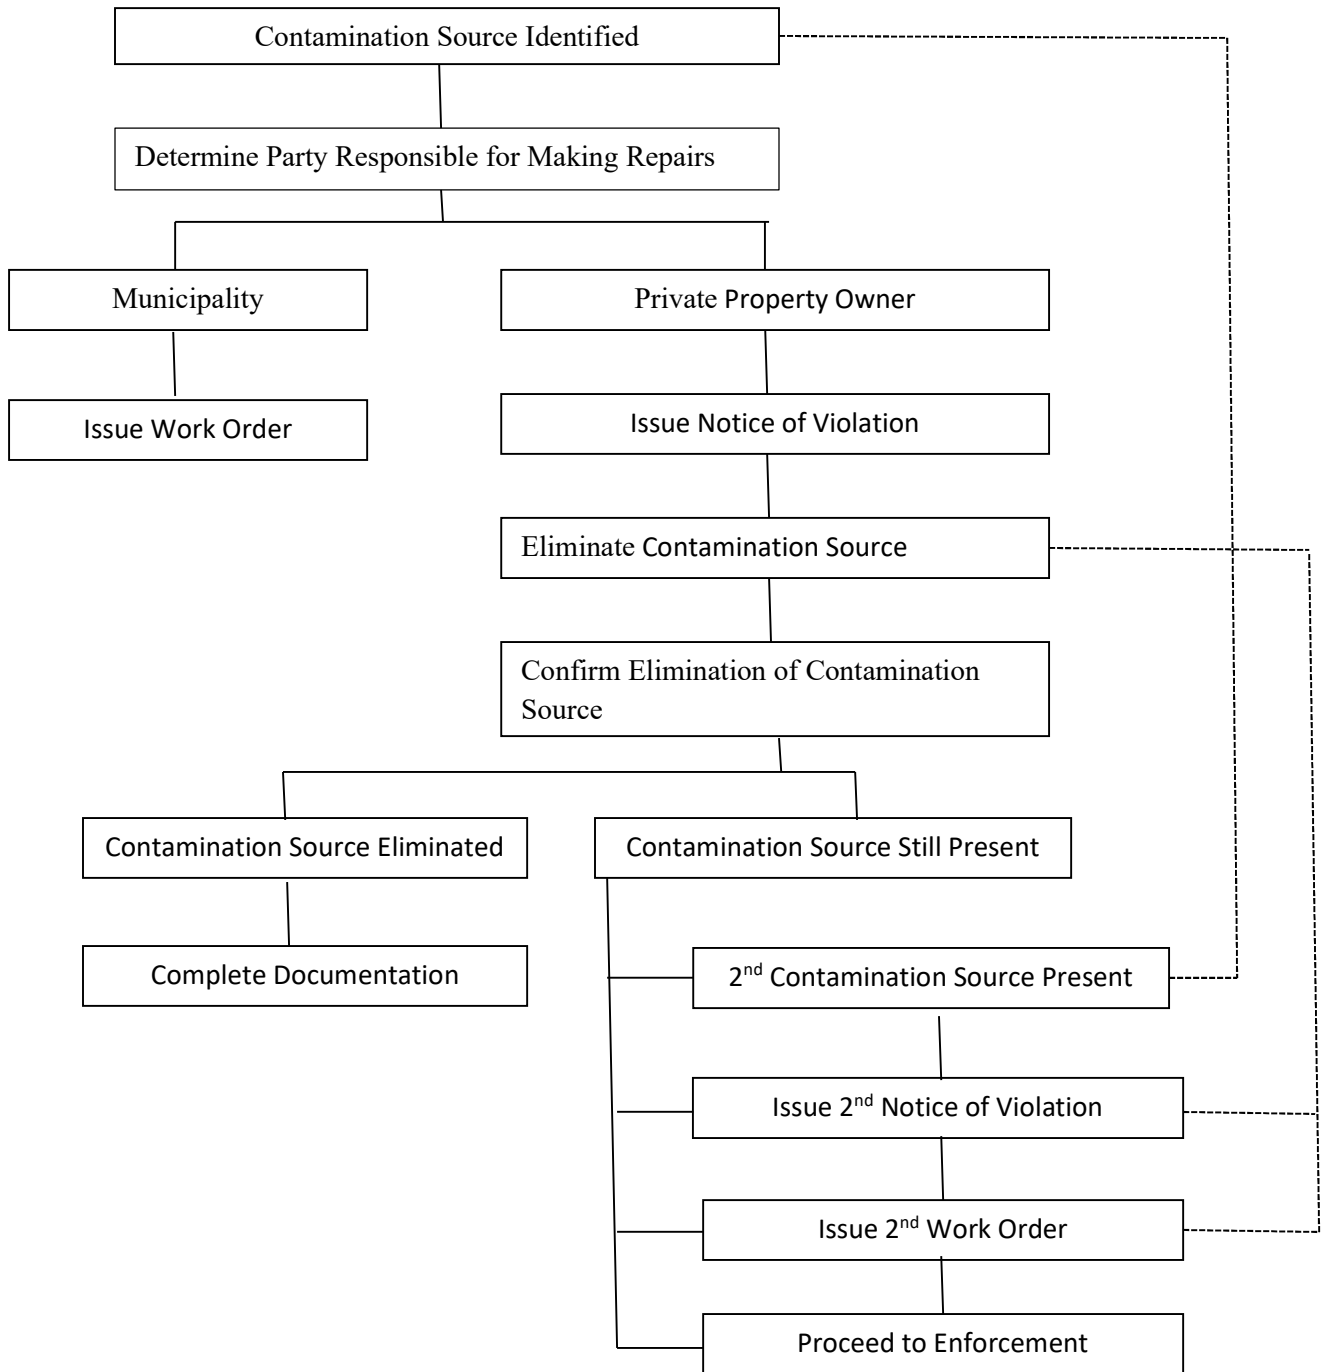 Contamination Source Identified
Determine Party Responsible for Making Repairs
Municipality
Private Property Owner
Issue Work Order
Issue Notice of Violation
Eliminate Contamination Source
Confirm Elimination of Contamination
Source
Contamination Source Eliminated
Contamination Source Still Present
Complete Documentation
2nd Contamination Source Present
Issue 2nd Notice of Violation
Issue 2nd Work Order
Proceed to Enforcement